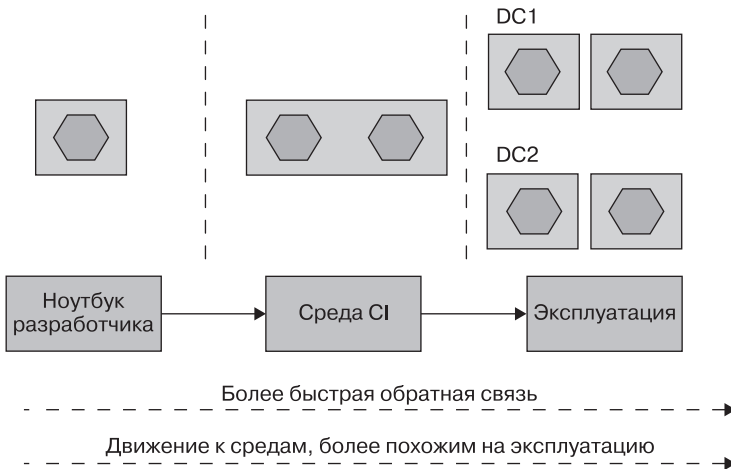 DC1
DC2
Ноутбук
разработчика
Среда CI
Эксплуатация
Более быстрая обратная связь
Движение к средам, более похожим на эксплуатацию